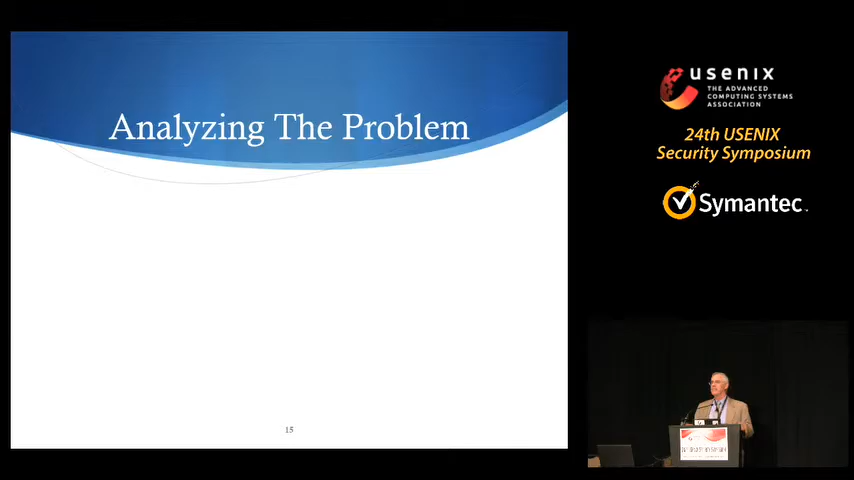 Analyzing The Problem
15
usenix
THE ADVANCED
COMPUTING SYSTEMS
ASSOCIATION
24th USENIX
Security Symposium
Symantec